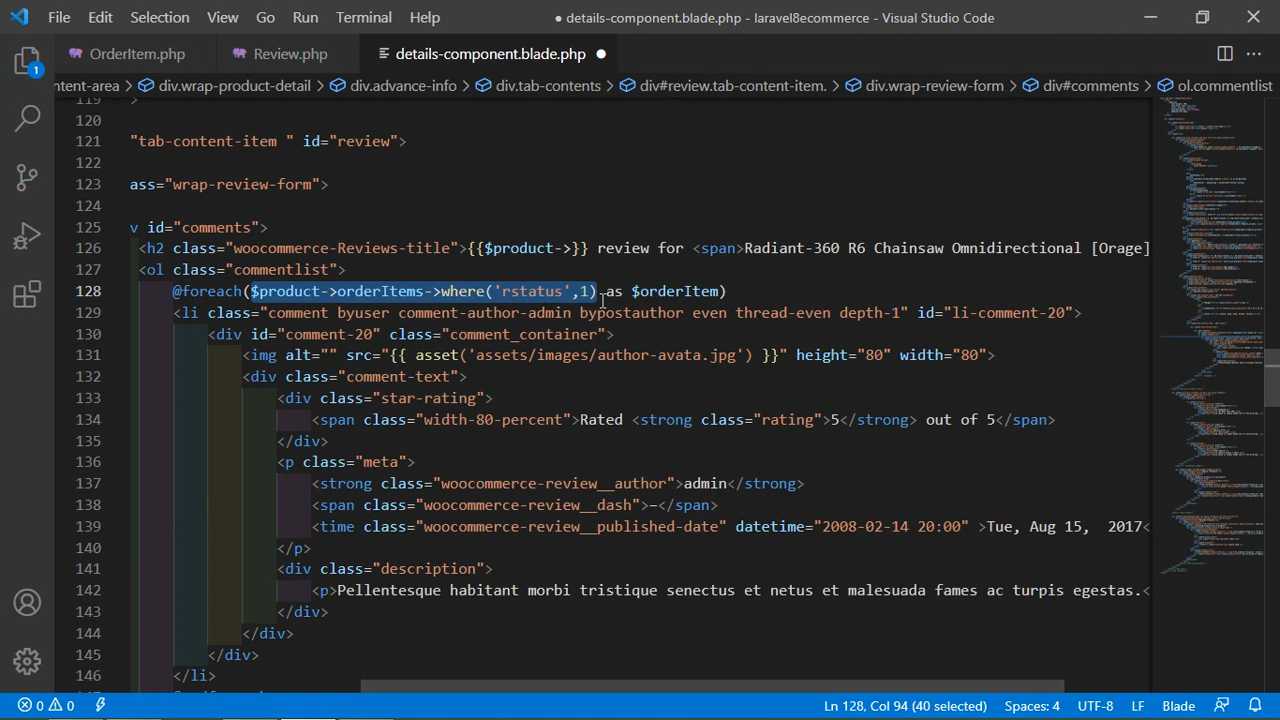 File Edit Selection View Go Run Terminal Help ● details-component.blade.php - laravel8ecommerce - Visual Studio Code
OrderItem.php Review.php details-component.blade.php
ntent-area > div.wrap-product-detail > div.advance-info > div.tab-contents > div#review.tab-content-item. > div.wrap-review-form > div#comments > ol.commentlist
1
119 >
120
121 "tab-content-item " id="review">
122
123 ass="wrap-review-form">
124
125 v id="comments">
126 <h2 class="woocommerce-Reviews-title">{{$product->}} review for <span>Radiant-360 R6 Chainsaw Omnidirectional [Orage]
127 <ol class="commentlist">
128 @foreach($product->orderItems->where('rstatus',1) as $orderItem)
129 <li class="comment byuser comment-author-admin bypostauthor even thread-even depth-1" id="li-comment-20">
130 <div id="comment-20" class="comment_container">
131 <img alt="" src="{{ asset('assets/images/author-avata.jpg') }}" height="80" width="80">
132 <div class="comment-text">
133 <div class="star-rating">
134 <span class="width-80-percent">Rated <strong class="rating">5</strong> out of 5</span>
135 </div>
136 <p class="meta">
137 <strong class="woocommerce-review__author">admin</strong>
138 <span class="woocommerce-review__dash">–</span>
139 <time class="woocommerce-review__published-date" datetime="2008-02-14 20:00" >Tue, Aug 15,  2017<
140 </p>
141 <div class="description">
142 <p>Pellentesque habitant morbi tristique senectus et netus et malesuada fames ac turpis egestas.<
143 </div>
144 </div>
145 </div>
146 </li>
0 0 Ln 128, Col 94 (40 selected) Spaces: 4 UTF-8 LF Blade